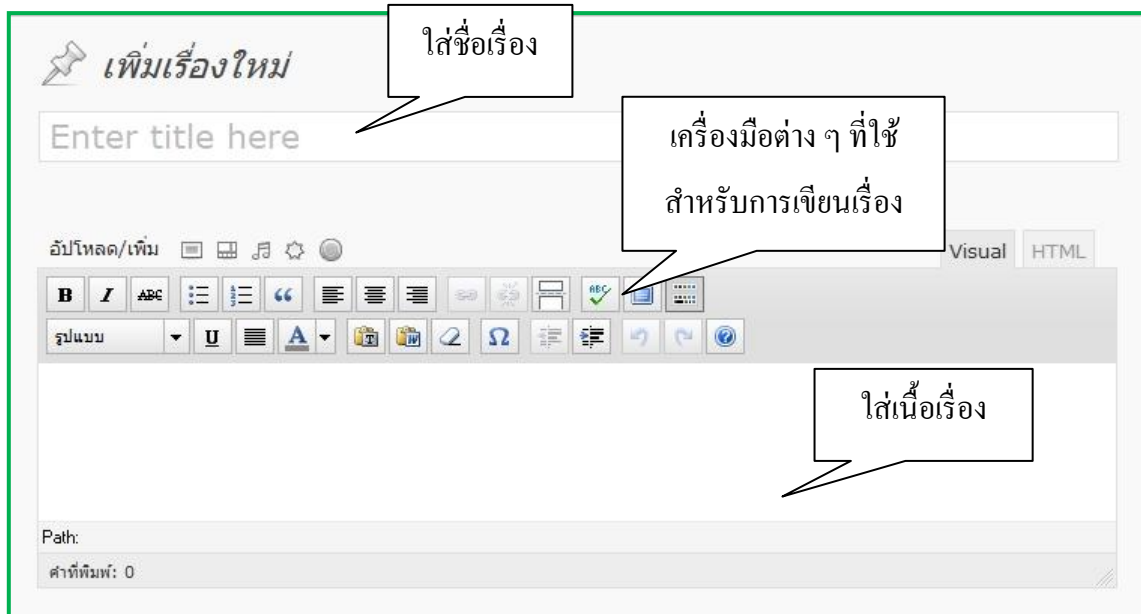 ใส่ชื่อเรื่อง
เพิ่มเรื่องใหม่
Enter title here
เครื่องมือต่าง ๆ ที่ใช้
สำหรับการเขียนเรื่อง
อัปโหลด/เพิ่ม
Visual HTML
B I ABC ABC
รูปแบบ U A T W Ω
ใส่เนื้อเรื่อง
Path:
คำที่พิมพ์: 0